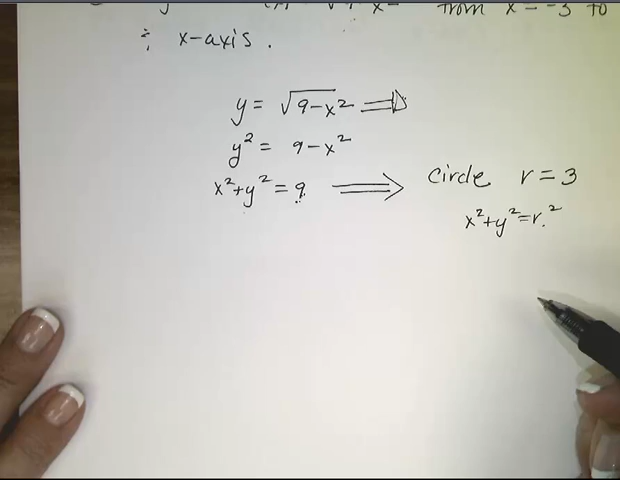 from x = -3 to
& x-axis.
y = √9-x² ⟹
y² = 9-x²
x²+y² = 9 ⟹ circle r = 3
x²+y²=r²